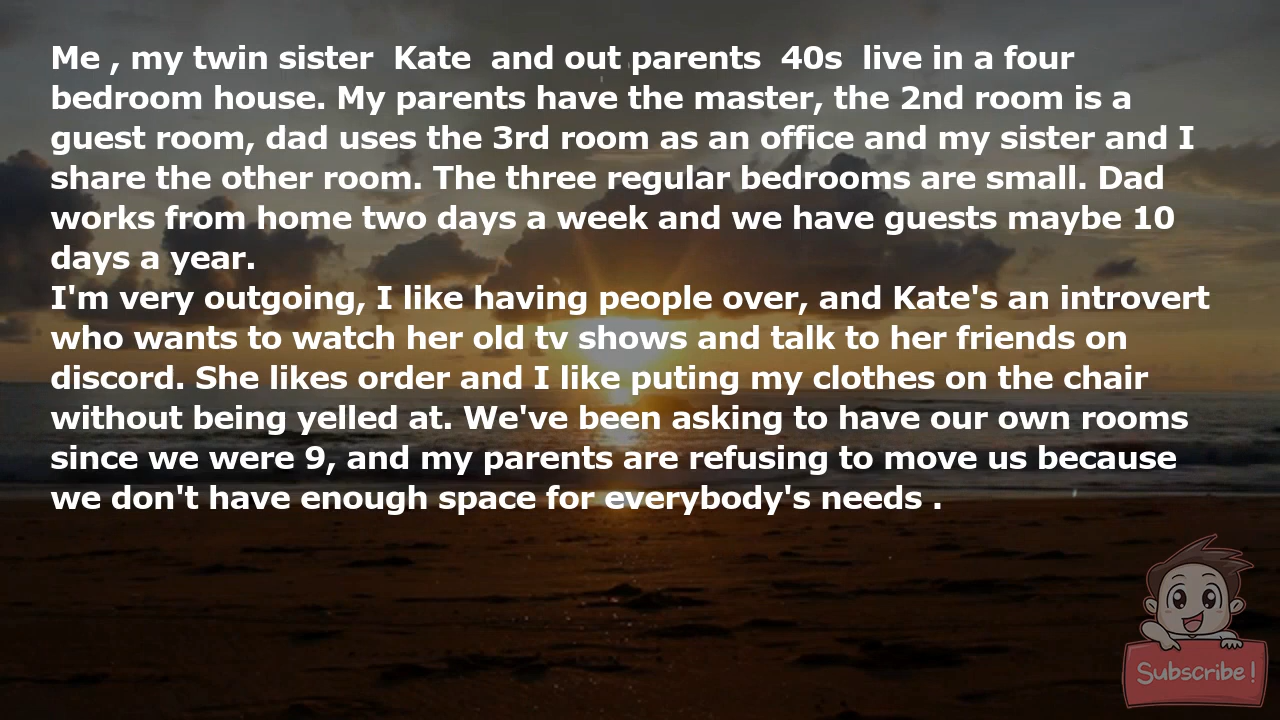 Me , my twin sister  Kate  and out parents  40s  live in a four
bedroom house. My parents have the master, the 2nd room is a
guest room, dad uses the 3rd room as an office and my sister and I
share the other room. The three regular bedrooms are small. Dad
works from home two days a week and we have guests maybe 10
days a year.
I'm very outgoing, I like having people over, and Kate's an introvert
who wants to watch her old tv shows and talk to her friends on
discord. She likes order and I like puting my clothes on the chair
without being yelled at. We've been asking to have our own rooms
since we were 9, and my parents are refusing to move us because
we don't have enough space for everybody's needs .
Subscribe!